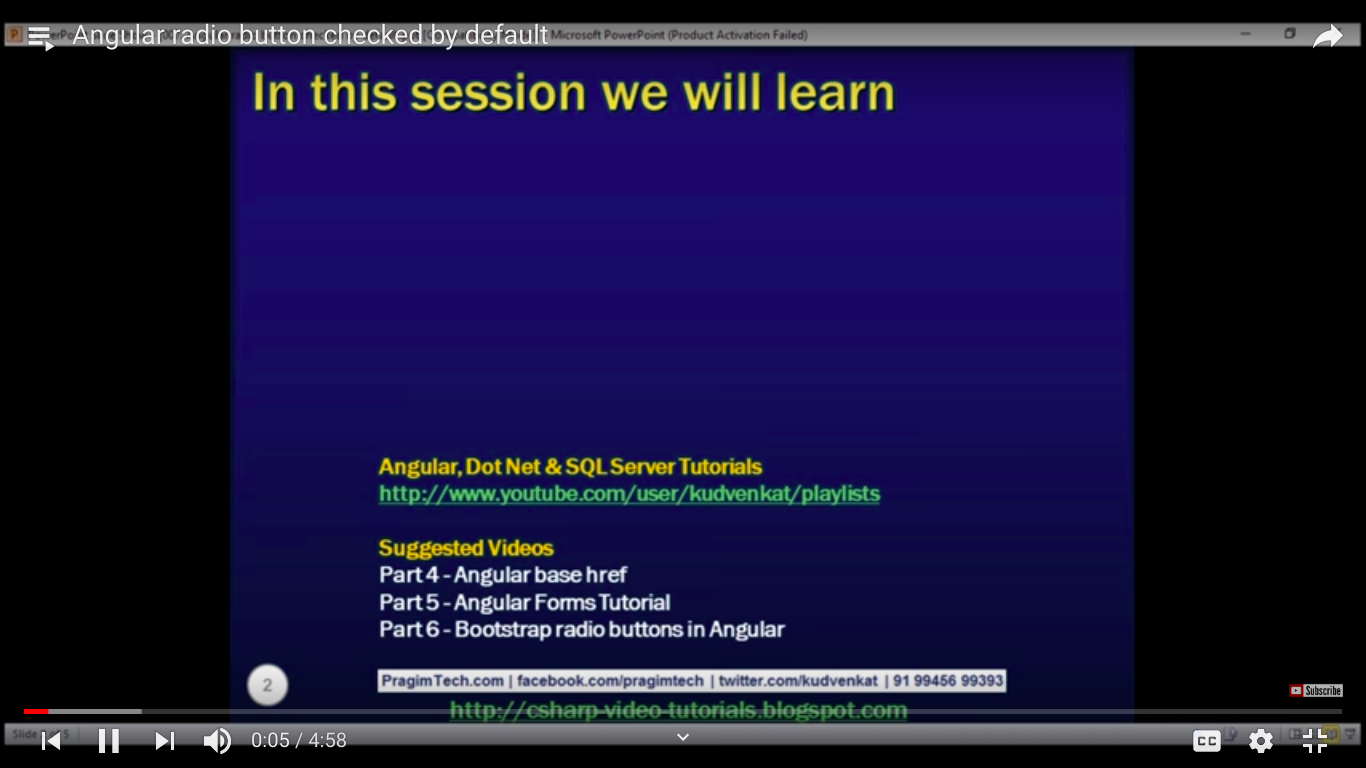 Angular radio button checked by default
Microsoft PowerPoint (Product Activation Failed)
In this session we will learn
Angular, Dot Net & SQL Server Tutorials
http://www.youtube.com/user/kudvenkat/playlists
Suggested Videos
Part 4 - Angular base href
Part 5 - Angular Forms Tutorial
Part 6 - Bootstrap radio buttons in Angular
2
PragimTech.com | facebook.com/pragimtech | twitter.com/kudvenkat | 91 99456 99393
Subscribe
http://csharp-video-tutorials.blogspot.com
Slide
0:05 / 4:58
CC